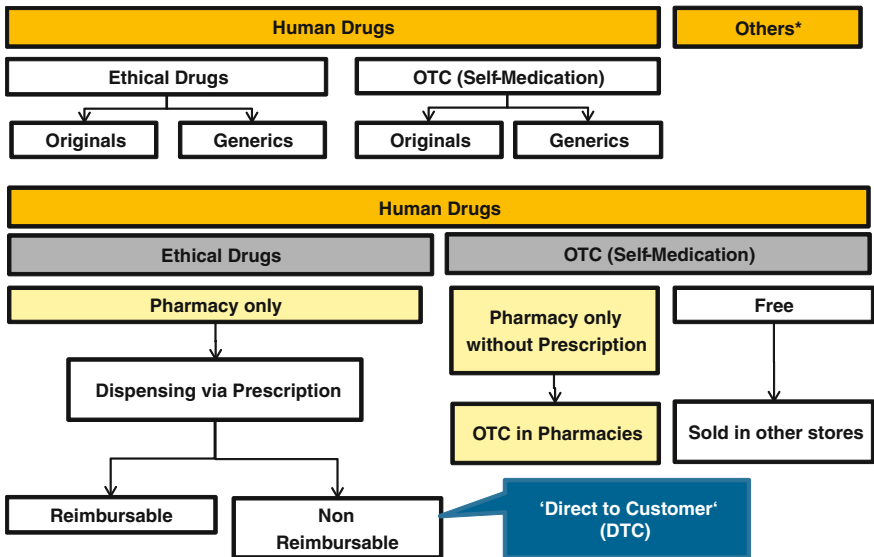 Human Drugs
Others*
Ethical Drugs
OTC (Self-Medication)
Originals
Generics
Originals
Generics
Human Drugs
Ethical Drugs
OTC (Self-Medication)
Pharmacy only
Pharmacy only
without Prescription
Free
Dispensing via Prescription
OTC in Pharmacies
Sold in other stores
Reimbursable
Non
Reimbursable
‘Direct to Customer‘
(DTC)